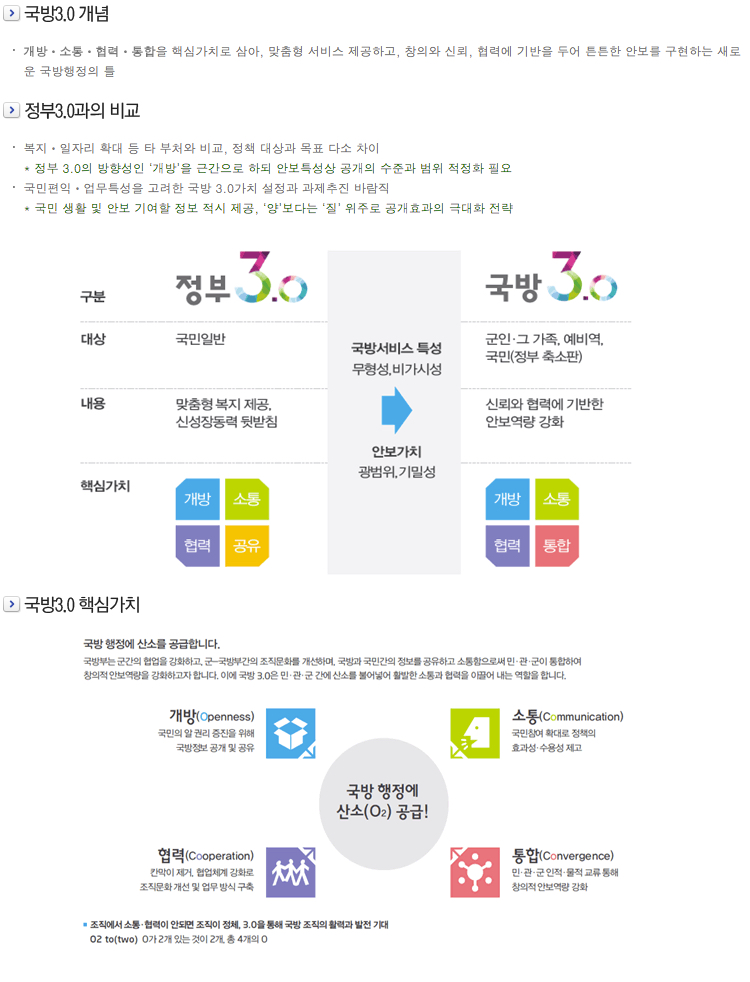 국방3.0 개념
· 개방 • 소통 • 협력 • 통합을 핵심가치로 삼아, 맞춤형 서비스 제공하고, 창의와 신뢰, 협력에 기반을 두어 튼튼한 안보를 구현하는 새로
운 국방행정의 틀
정부3.0과의 비교
· 복지 • 일자리 확대 등 타 부처와 비교, 정책 대상과 목표 다소 차이
* 정부 3.0의 방향성인 '개방'을 근간으로 하되 안보특성상 공개의 수준과 범위 적정화 필요
· 국민편익 • 업무특성을 고려한 국방 3.0가치 설정과 과제추진 바람직
* 국민 생활 및 안보 기여할 정보 적시 제공, '양'보다는 '질' 위주로 공개효과의 극대화 전략
구분
정부 3.0
국방 3.0
대상
국민일반
군인·그 가족, 예비역,
국민(정부 축소판)
국방서비스 특성
무형성, 비가시성
내용
맞춤형 복지 제공,
신성장동력 뒷받침
신뢰와 협력에 기반한
안보역량 강화
안보가치
광범위, 기밀성
핵심가치
개방 소통
협력 공유
개방 소통
협력 통합
국방3.0 핵심가치
국방 행정에 산소를 공급합니다.
국방부는 군간의 협업을 강화하고, 군-국방부간의 조직문화를 개선하며, 국방과 국민간의 정보를 공유하고 소통함으로써 민·관·군이 통합하여
창의적 안보역량을 강화하고자 합니다. 이에 국방 3.0은 민·관·군 간에 산소를 불어넣어 활발한 소통과 협력을 이끌어 내는 역할을 합니다.
개방(Openness)
국민의 알 권리 증진을 위해
국방정보 공개 및 공유
소통(Communication)
국민참여 확대로 정책의
효과성·수용성 제고
국방 행정에
산소(O2) 공급!
협력(Cooperation)
칸막이 제거, 협업체계 강화로
조직문화 개선 및 업무 방식 구축
통합(Convergence)
민·관·군 인적·물적 교류 통해
창의적 안보역량 강화
▪ 조직에서 소통·협력이 안되면 조직이 정체, 3.0을 통해 국방 조직의 활력과 발전 기대
O2 to(two) O가 2개 있는 것이 2개, 총 4개의 O